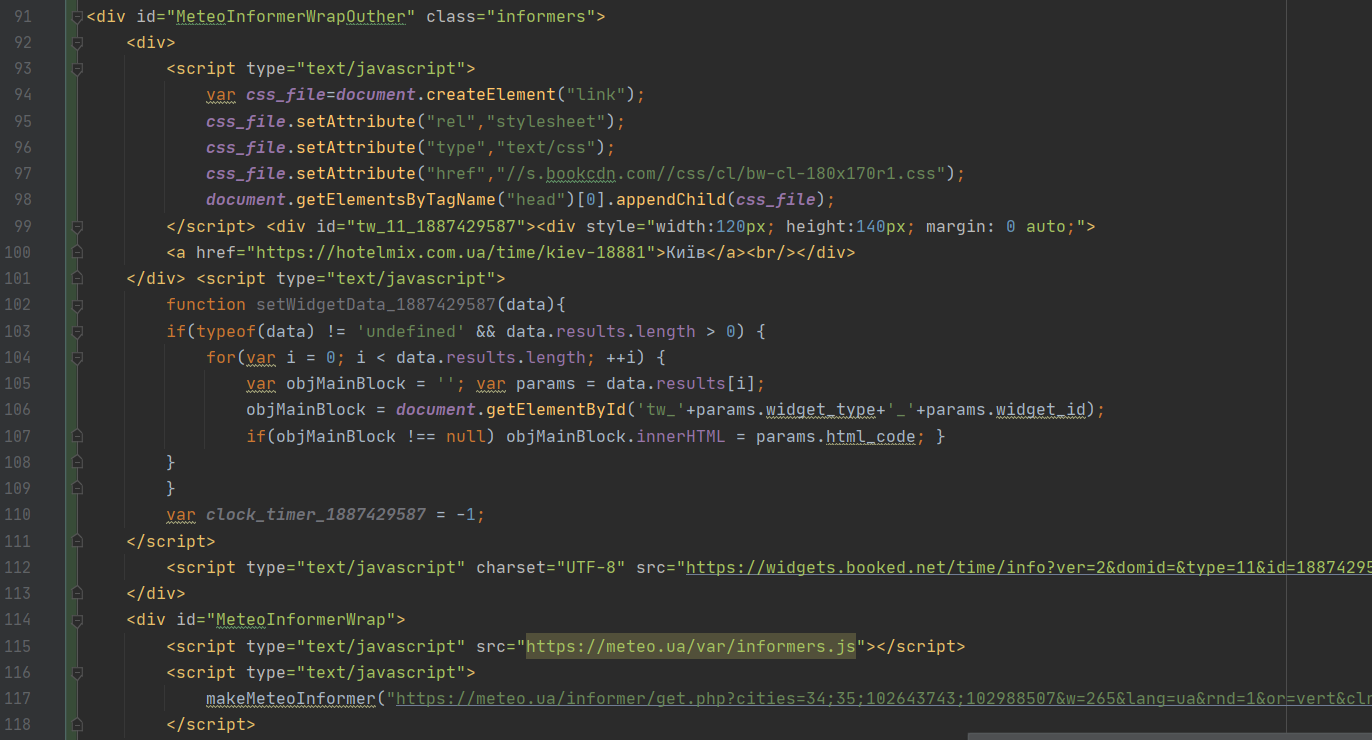 91 <div id="MeteoInformerWrapOuther" class="informers">
92 <div>
93 <script type="text/javascript">
94 var css_file=document.createElement("link");
95 css_file.setAttribute("rel","stylesheet");
96 css_file.setAttribute("type","text/css");
97 css_file.setAttribute("href","//s.bookcdn.com//css/cl/bw-cl-180x170r1.css");
98 document.getElementsByTagName("head")[0].appendChild(css_file);
99 </script> <div id="tw_11_1887429587"><div style="width:120px; height:140px; margin: 0 auto;">
100 <a href="https://hotelmix.com.ua/time/kiev-18881">Київ</a><br/></div>
101 </div> <script type="text/javascript">
102 function setWidgetData_1887429587(data){
103 if(typeof(data) != 'undefined' && data.results.length > 0) {
104 for(var i = 0; i < data.results.length; ++i) {
105 var objMainBlock = ''; var params = data.results[i];
106 objMainBlock = document.getElementById('tw_'+params.widget_type+'_'+params.widget_id);
107 if(objMainBlock !== null) objMainBlock.innerHTML = params.html_code; }
108 }
109 }
110 var clock_timer_1887429587 = -1;
111 </script>
112 <script type="text/javascript" charset="UTF-8" src="https://widgets.booked.net/time/info?ver=2&domid=&type=11&id=18874295
113 </div>
114 <div id="MeteoInformerWrap">
115 <script type="text/javascript" src="https://meteo.ua/var/informers.js"></script>
116 <script type="text/javascript">
117 makeMeteoInformer("https://meteo.ua/informer/get.php?cities=34;35;102643743;102988507&w=265&lang=ua&rnd=1&or=vert&clr
118 </script>